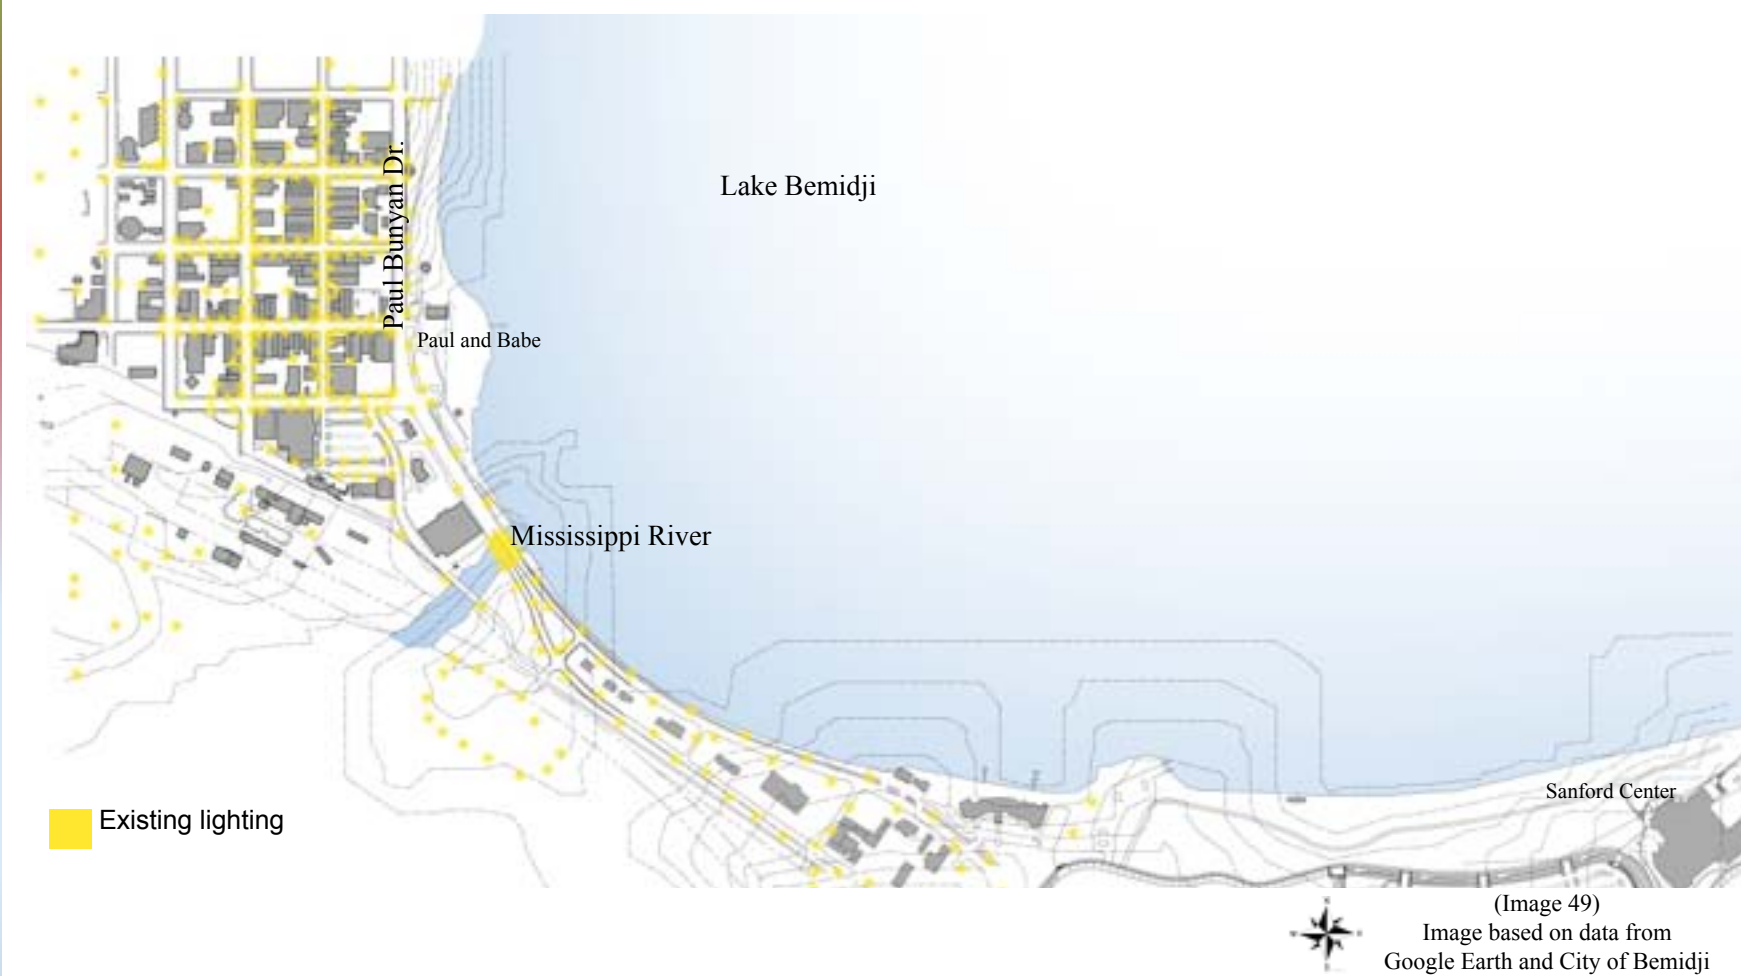 Lake Bemidji
Paul Bunyan Dr.
Paul and Babe
Mississippi River
Sanford Center
Existing lighting
(Image 49)
Image based on data from
Google Earth and City of Bemidji